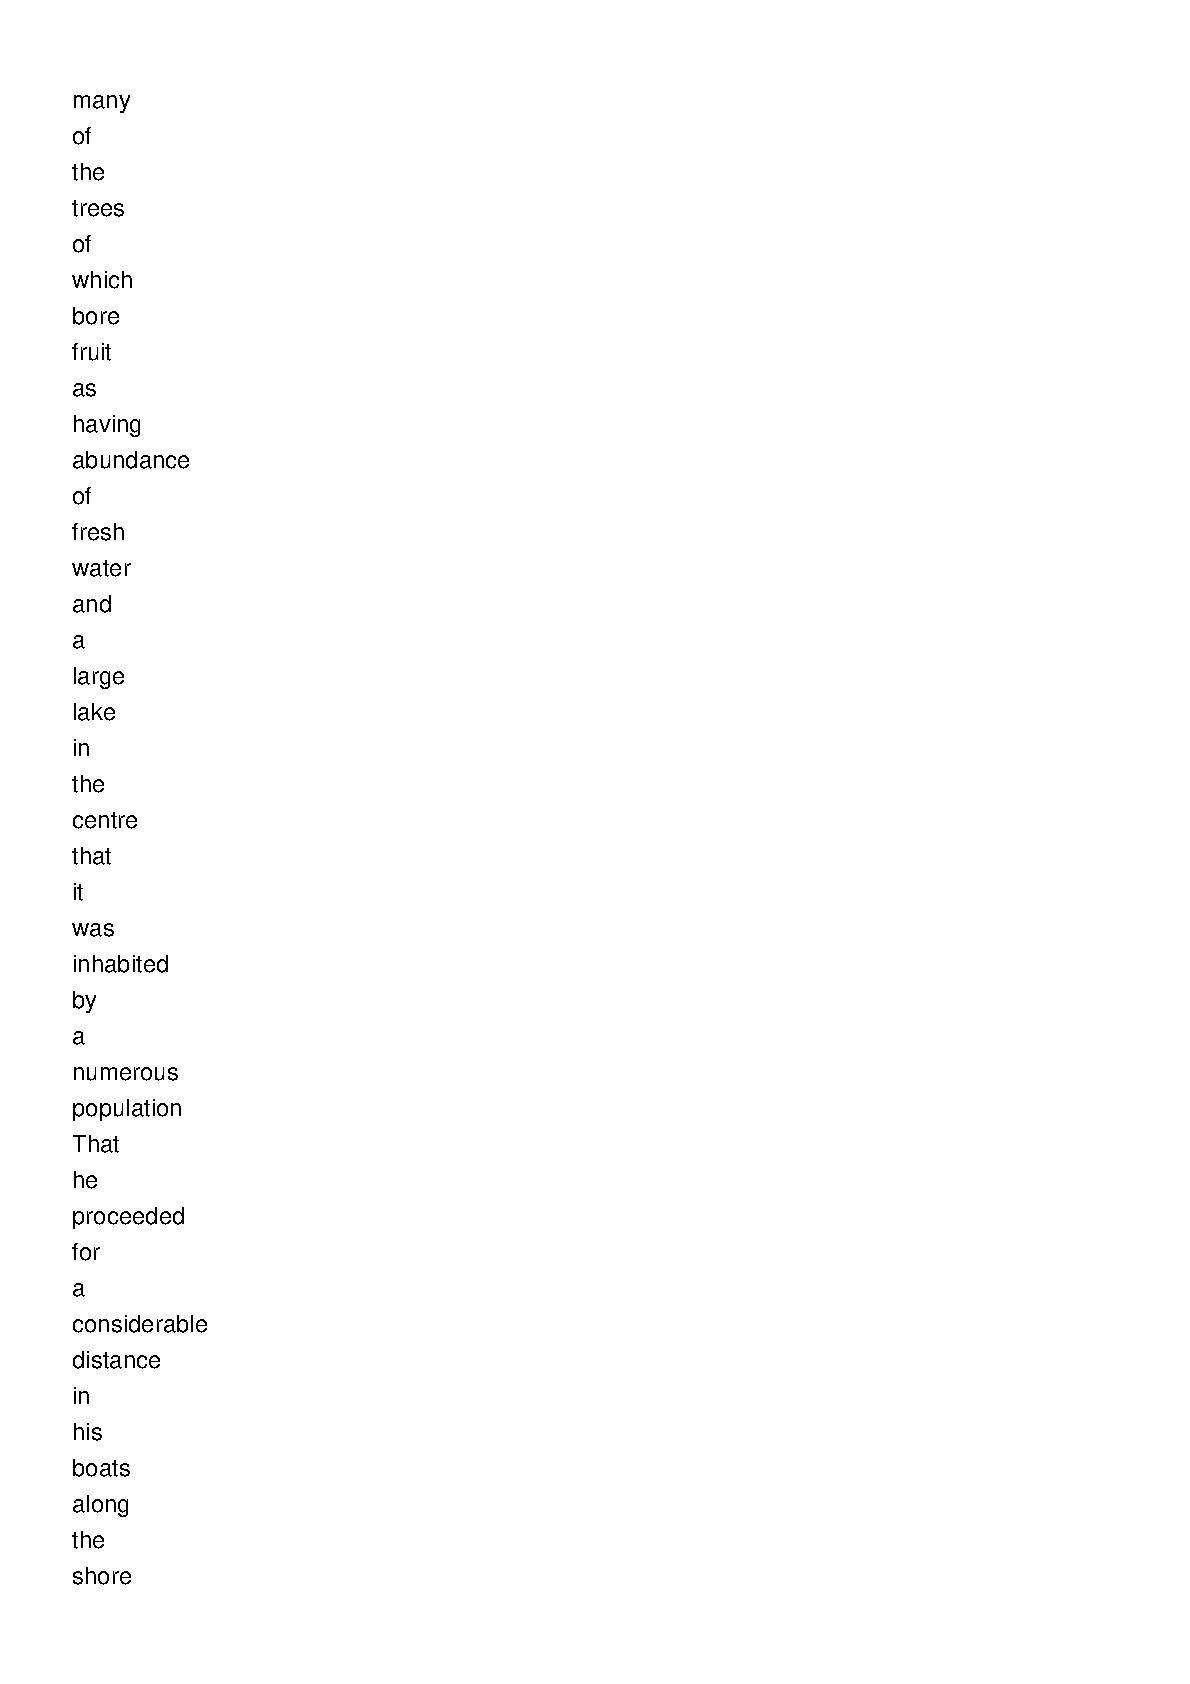 many
of
the
trees
of
which
bore
fruit
as
having
abundance
of
fresh
water
and
a
large
lake
in
the
centre
that
it
was
inhabited
by
a
numerous
population
That
he
proceeded
for
a
considerable
distance
in
his
boats
along
the
shore